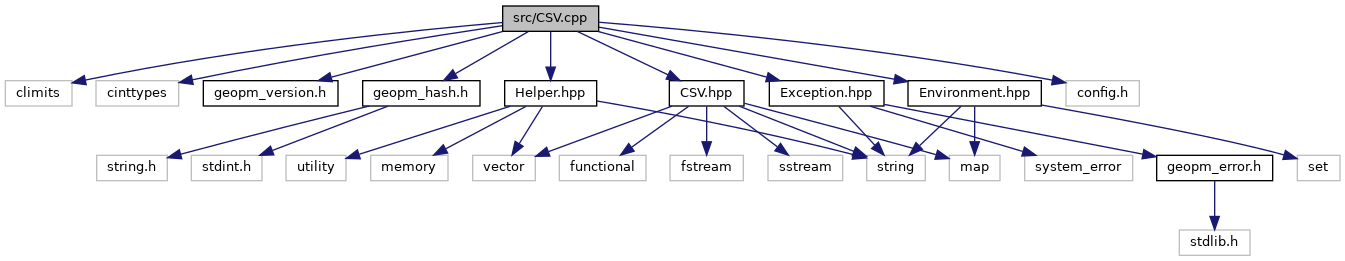 src/CSV.cpp
climits
cinttypes
geopm_version.h
geopm_hash.h
Helper.hpp
CSV.hpp
Exception.hpp
Environment.hpp
config.h
string.h
stdint.h
utility
memory
vector
functional
fstream
sstream
string
map
system_error
geopm_error.h
set
stdlib.h